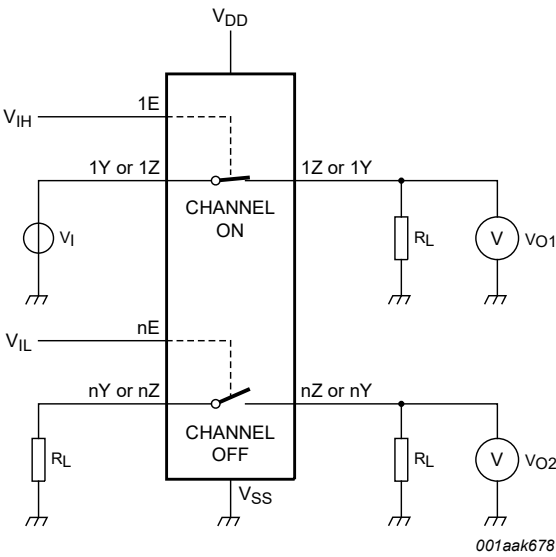 VDD
1E
VIH
1Y or 1Z
1Z or 1Y
CHANNEL
ON
VI
RL
V
VO1
nE
VIL
nY or nZ
nZ or nY
CHANNEL
OFF
RL
RL
V
VO2
VSS
001aak678